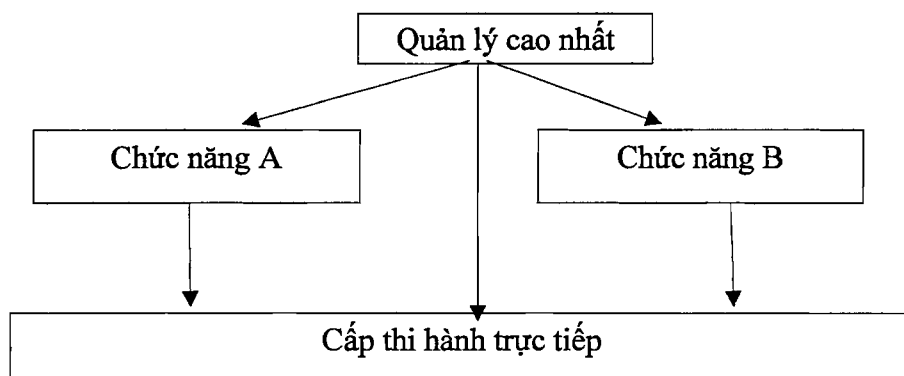 Quản lý cao nhất
Chức năng A
Chức năng B
Cấp thi hành trực tiếp